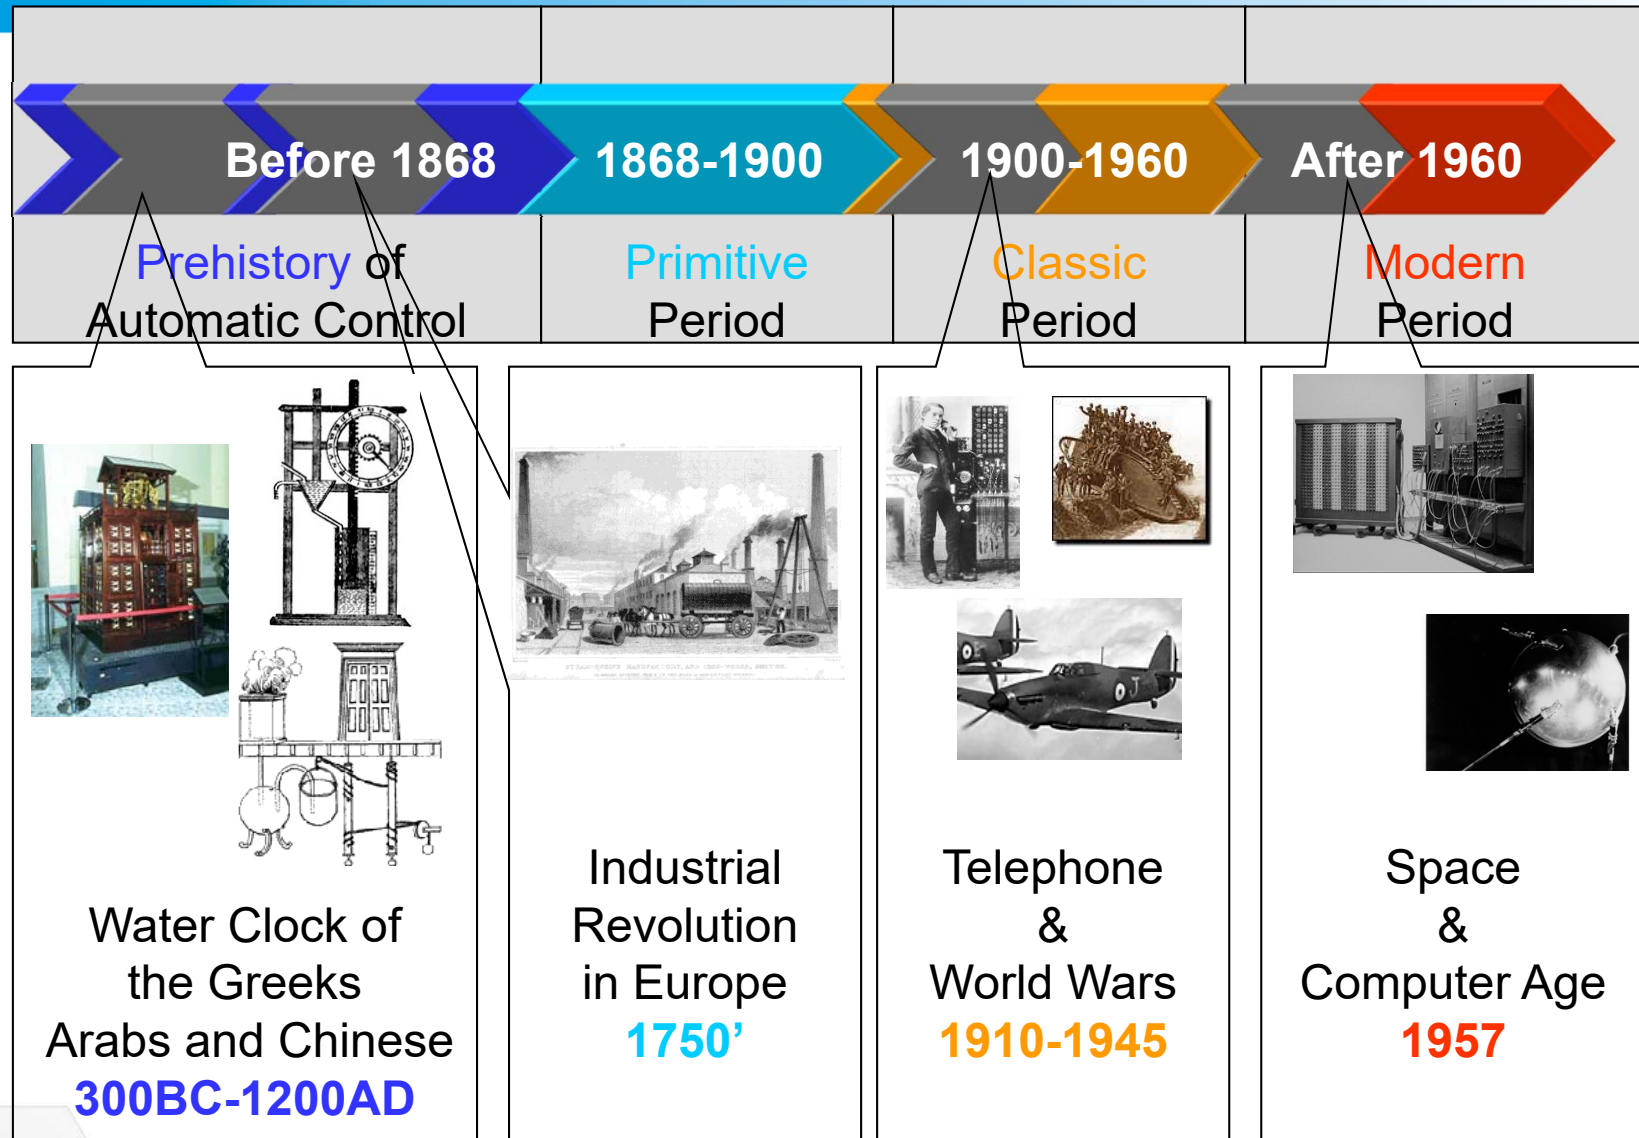 Before 1868
1868-1900
1900-1960
After 1960
Prehistory of
Automatic Control
Primitive
Period
Classic
Period
Modern
Period
Water Clock of
the Greeks
Arabs and Chinese
300BC-1200AD
Industrial
Revolution
in Europe
1750’
Telephone
&
World Wars
1910-1945
Space
&
Computer Age
1957
J